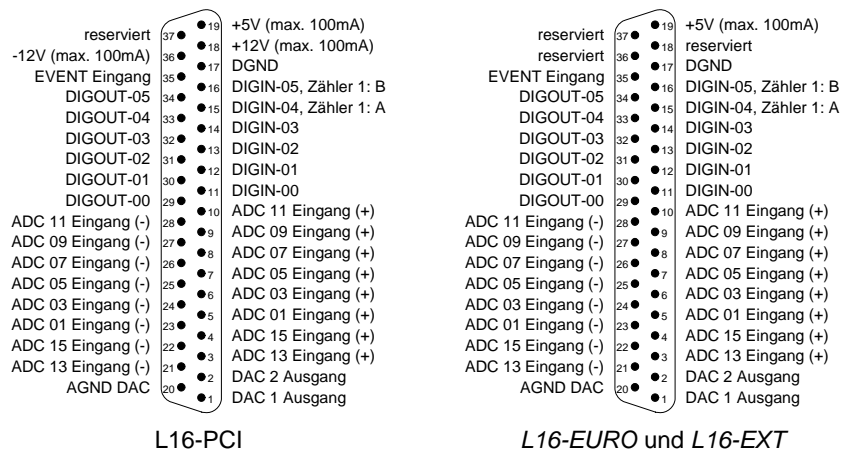 reserviert
-12V (max. 100mA)
EVENT Eingang
DIGOUT-05
DIGOUT-04
DIGOUT-03
DIGOUT-02
DIGOUT-01
DIGOUT-00
ADC 11 Eingang (-)
ADC 09 Eingang (-)
ADC 07 Eingang (-)
ADC 05 Eingang (-)
ADC 03 Eingang (-)
ADC 01 Eingang (-)
ADC 15 Eingang (-)
ADC 13 Eingang (-)
AGND DAC
37
36
35
34
33
32
31
30
29
28
27
26
25
24
23
22
21
20
19
18
17
16
15
14
13
12
11
10
9
8
7
6
5
4
3
2
1
+5V (max. 100mA)
+12V (max. 100mA)
DGND
DIGIN-05, Zähler 1: B
DIGIN-04, Zähler 1: A
DIGIN-03
DIGIN-02
DIGIN-01
DIGIN-00
ADC 11 Eingang (+)
ADC 09 Eingang (+)
ADC 07 Eingang (+)
ADC 05 Eingang (+)
ADC 03 Eingang (+)
ADC 01 Eingang (+)
ADC 15 Eingang (+)
ADC 13 Eingang (+)
DAC 2 Ausgang
DAC 1 Ausgang
L16-PCI
reserviert
reserviert
EVENT Eingang
DIGOUT-05
DIGOUT-04
DIGOUT-03
DIGOUT-02
DIGOUT-01
DIGOUT-00
ADC 11 Eingang (-)
ADC 09 Eingang (-)
ADC 07 Eingang (-)
ADC 05 Eingang (-)
ADC 03 Eingang (-)
ADC 01 Eingang (-)
ADC 15 Eingang (-)
ADC 13 Eingang (-)
AGND DAC
37
36
35
34
33
32
31
30
29
28
27
26
25
24
23
22
21
20
19
18
17
16
15
14
13
12
11
10
9
8
7
6
5
4
3
2
1
+5V (max. 100mA)
reserviert
DGND
DIGIN-05, Zähler 1: B
DIGIN-04, Zähler 1: A
DIGIN-03
DIGIN-02
DIGIN-01
DIGIN-00
ADC 11 Eingang (+)
ADC 09 Eingang (+)
ADC 07 Eingang (+)
ADC 05 Eingang (+)
ADC 03 Eingang (+)
ADC 01 Eingang (+)
ADC 15 Eingang (+)
ADC 13 Eingang (+)
DAC 2 Ausgang
DAC 1 Ausgang
L16-EURO und L16-EXT